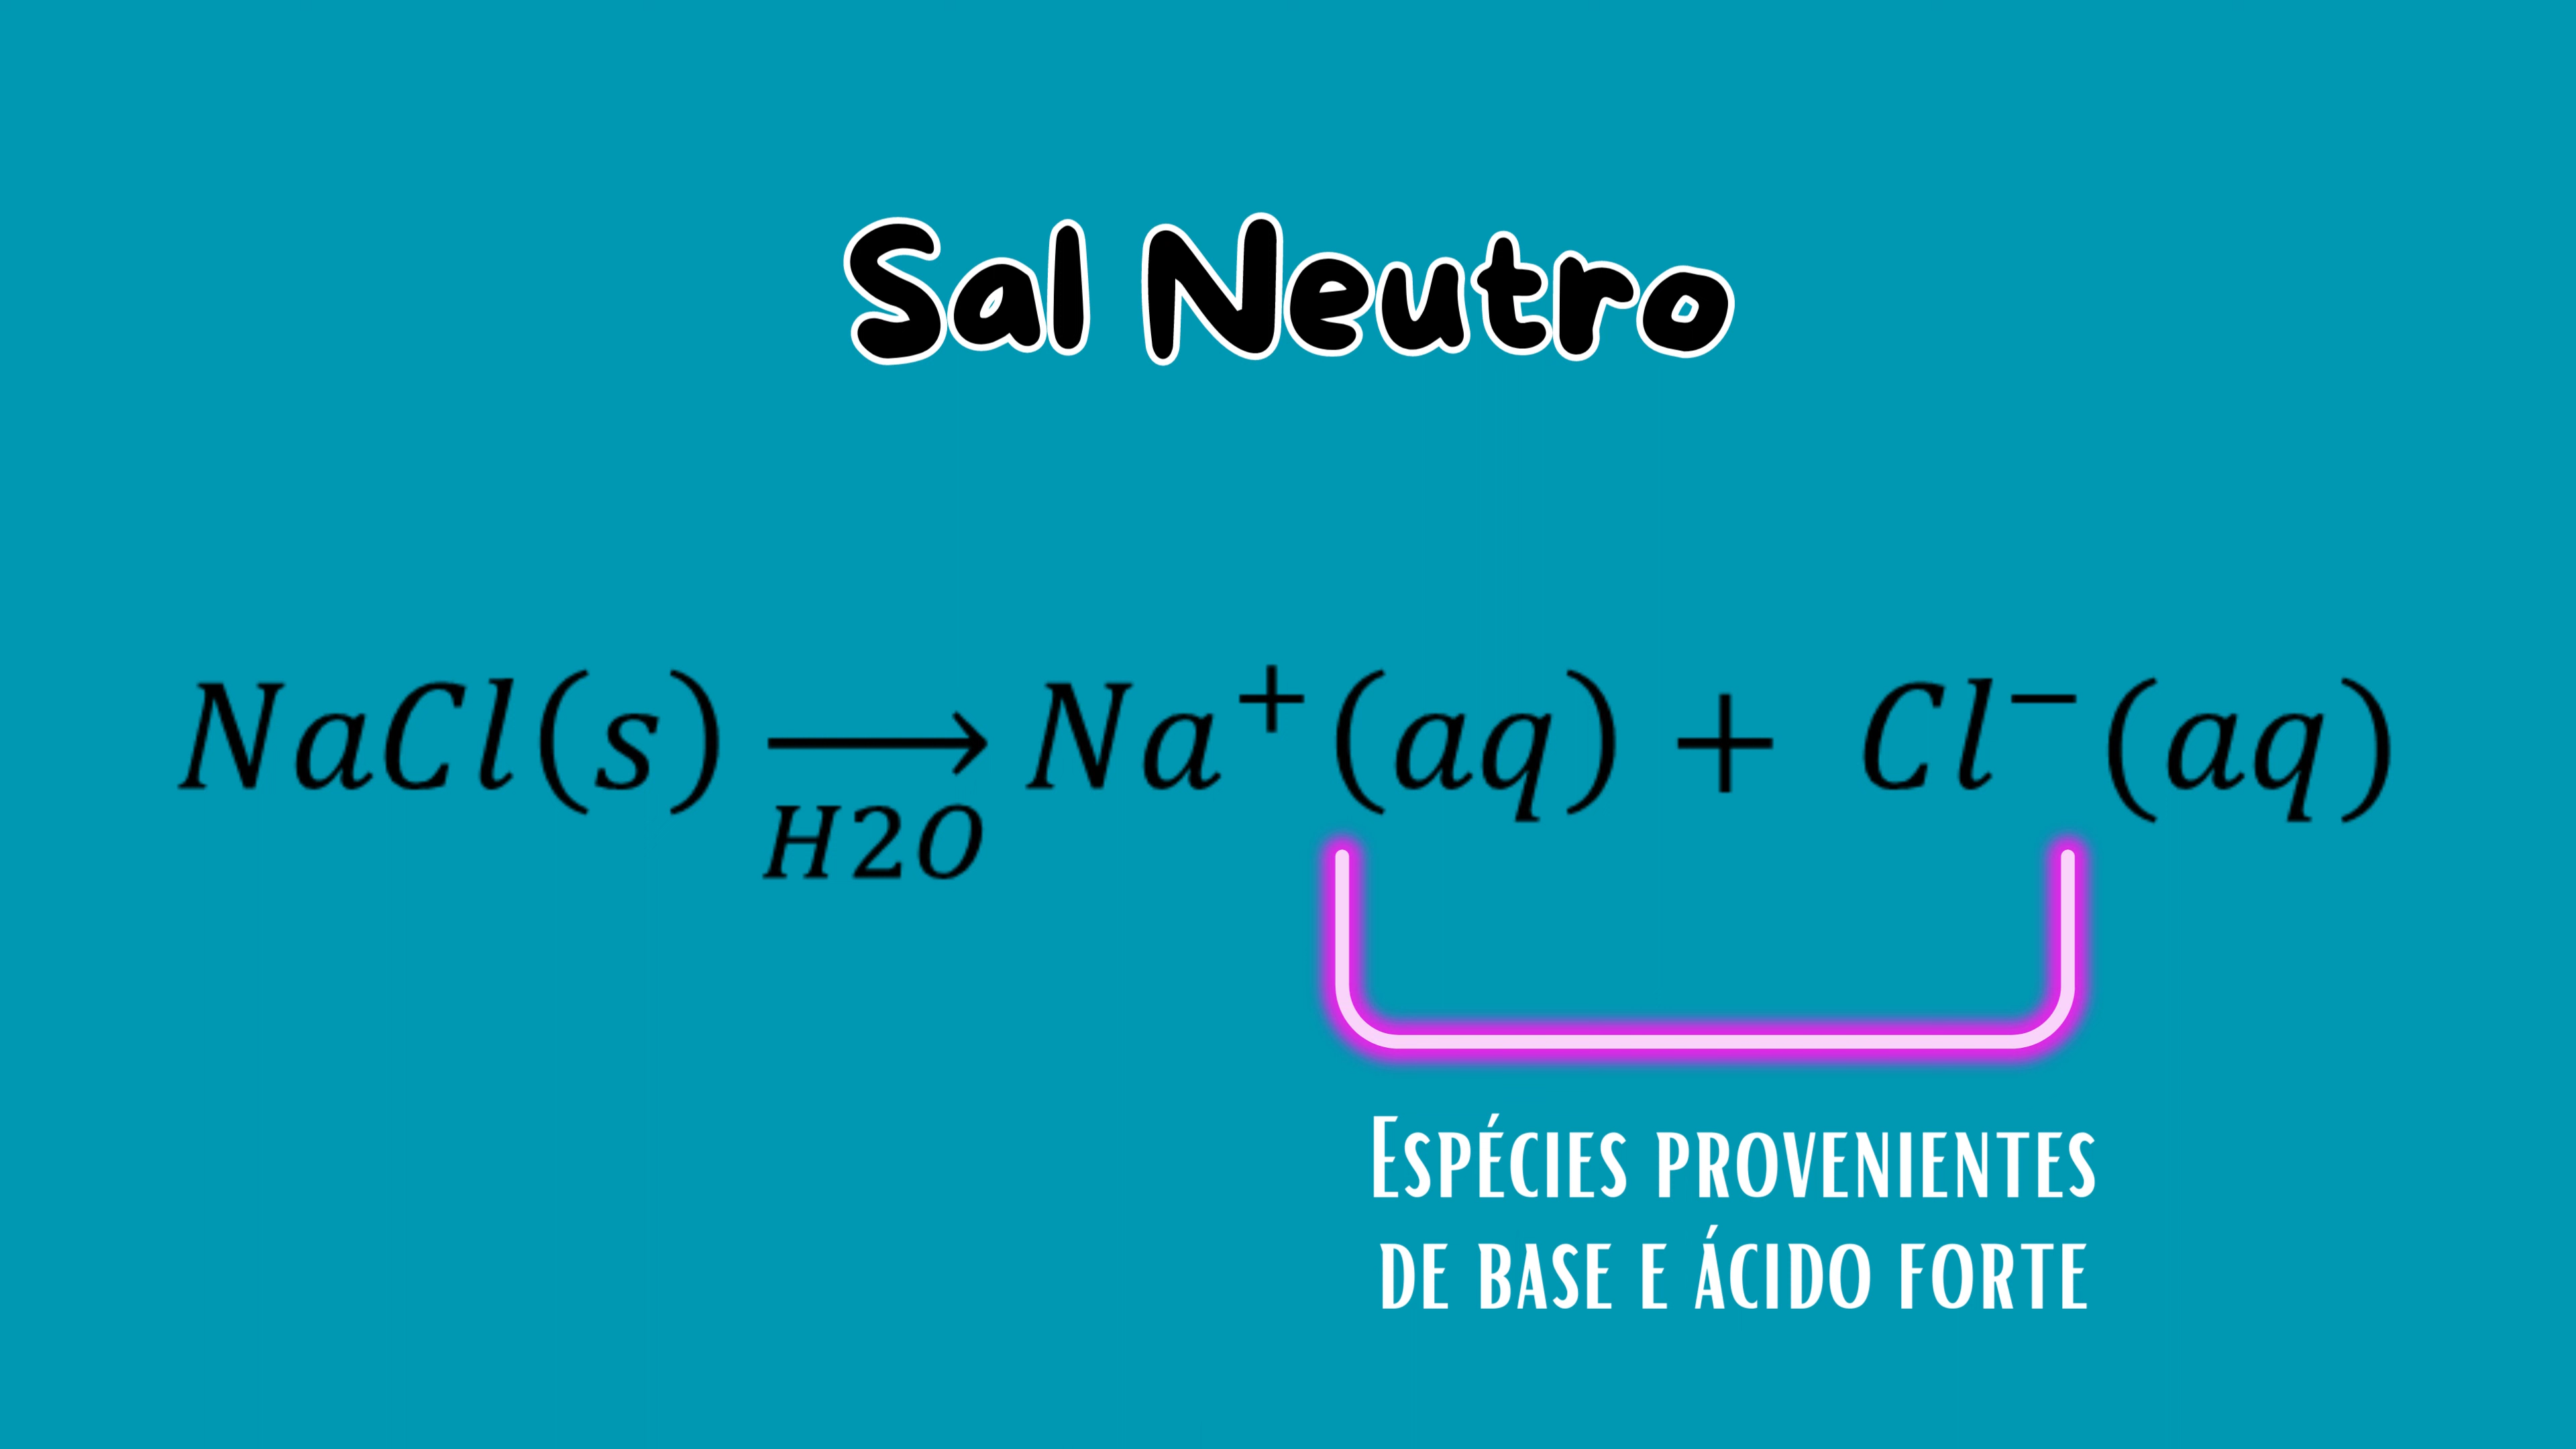 Sal Neutro
NaCl(s) ⟶ Na⁺(aq) + Cl⁻(aq)
H2O
Espécies provenientes
de base e ácido forte